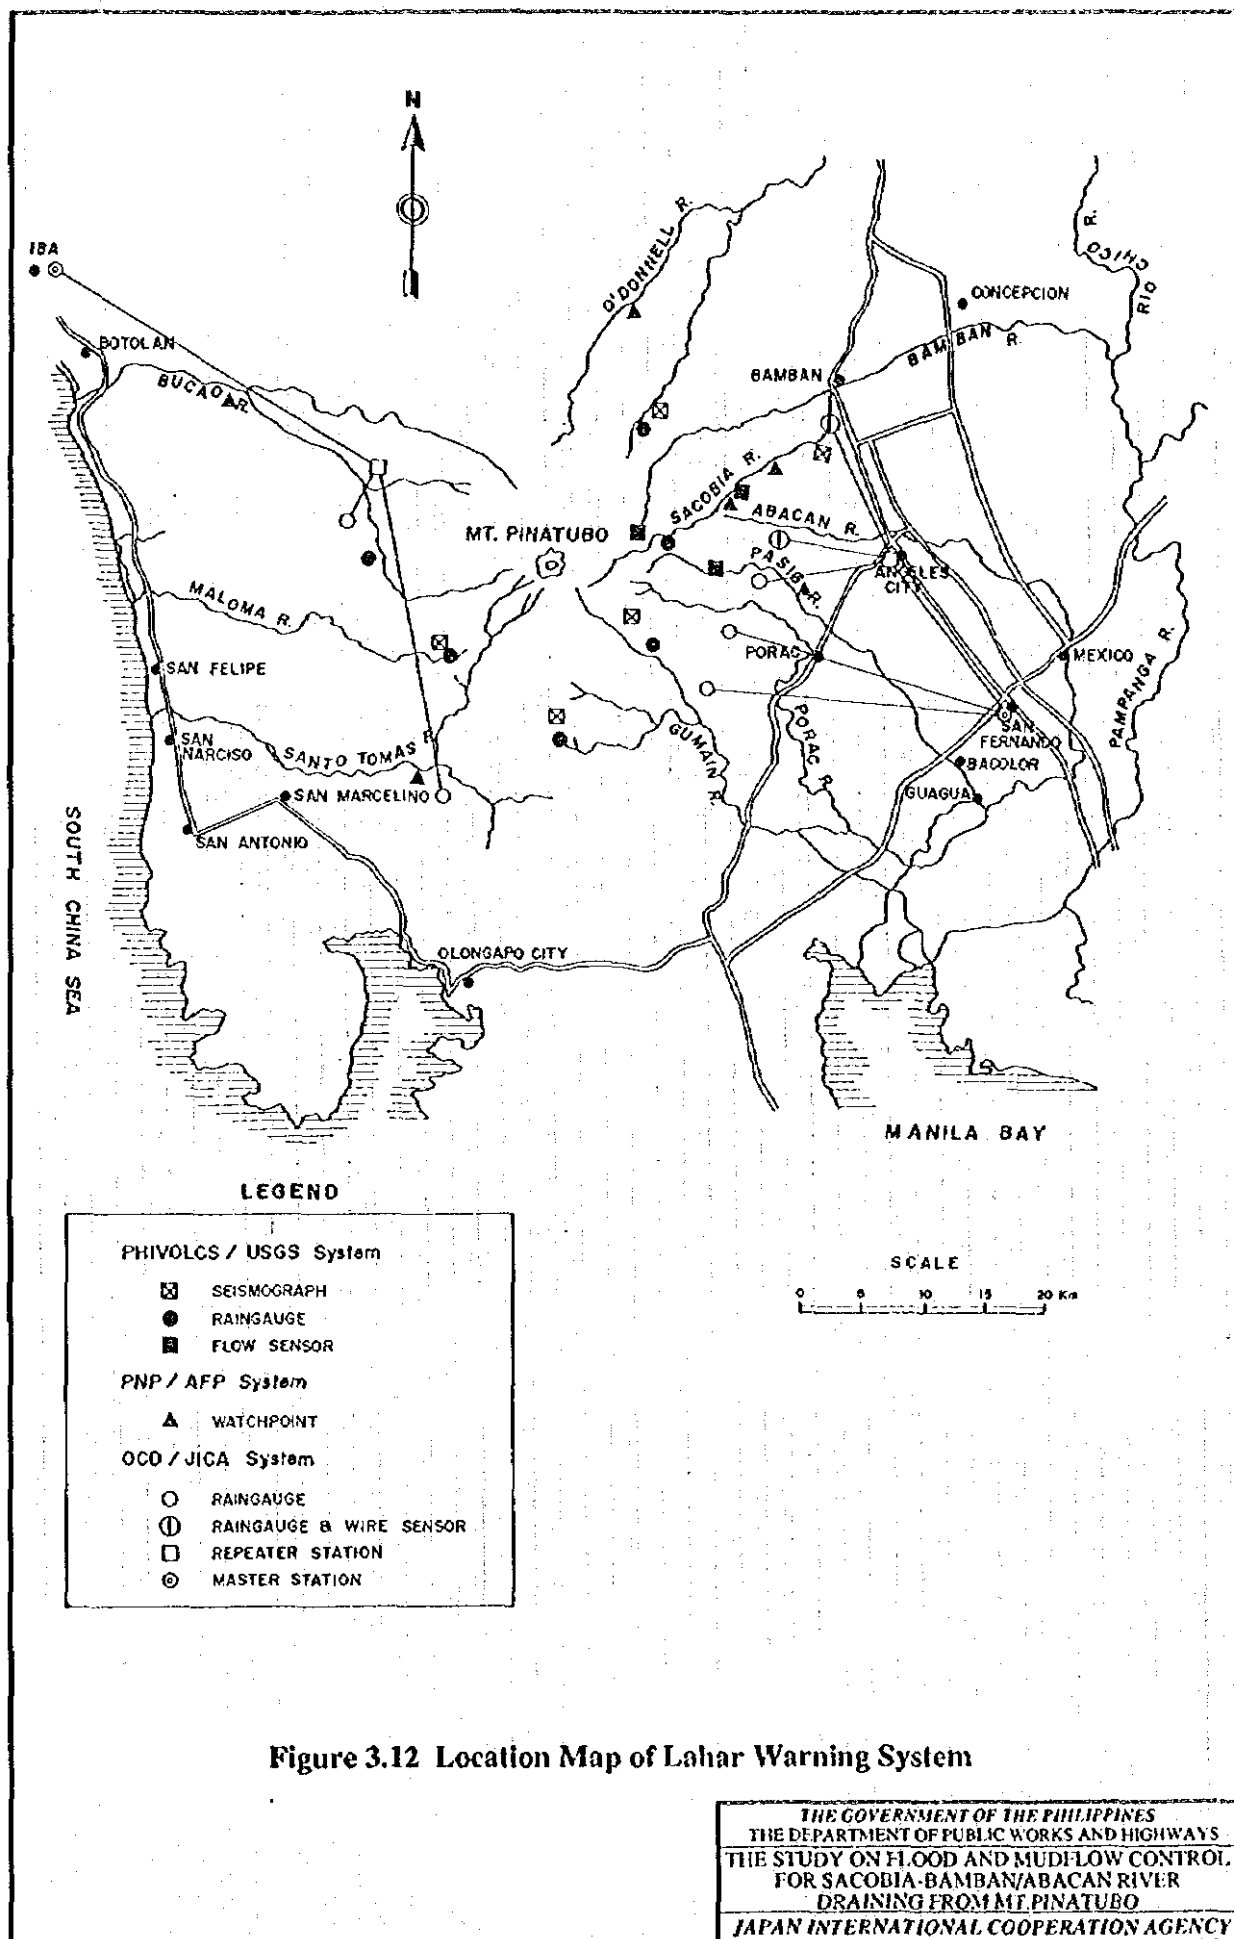 N
IBA
BOTOLAN
BUCAO R.
O'DONNELL R.
RIO CHICO R.
CONCEPCION
BAMBAN R.
BAMBAN
SACOBIA R.
ABACAN R.
MT. PINATUBO
PASIG R.
ANGELES
CITY
MALOMA R.
PORAC
MEXICO
SAN FELIPE
PAMPANGA R.
SAN
NARCISO
SANTO TOMAS R.
GUMAIN R.
PORAC R.
SAN
FERNANDO
BACOLOR
GUAGUA
SAN MARCELINO
SAN ANTONIO
SOUTH CHINA SEA
OLONGAPO CITY
MANILA BAY
LEGEND
PHIVOLCS / USGS System
SEISMOGRAPH
RAINGAUGE
FLOW SENSOR
PNP / AFP System
WATCHPOINT
OCD / JICA System
RAINGAUGE
RAINGAUGE & WIRE SENSOR
REPEATER STATION
MASTER STATION
SCALE
0 5 10 15 20 Km
Figure 3.12 Location Map of Lahar Warning System
THE GOVERNMENT OF THE PHILIPPINES
THE DEPARTMENT OF PUBLIC WORKS AND HIGHWAYS
THE STUDY ON FLOOD AND MUDFLOW CONTROL
FOR SACOBIA-BAMBAN/ABACAN RIVER
DRAINING FROM MT.PINATUBO
JAPAN INTERNATIONAL COOPERATION AGENCY